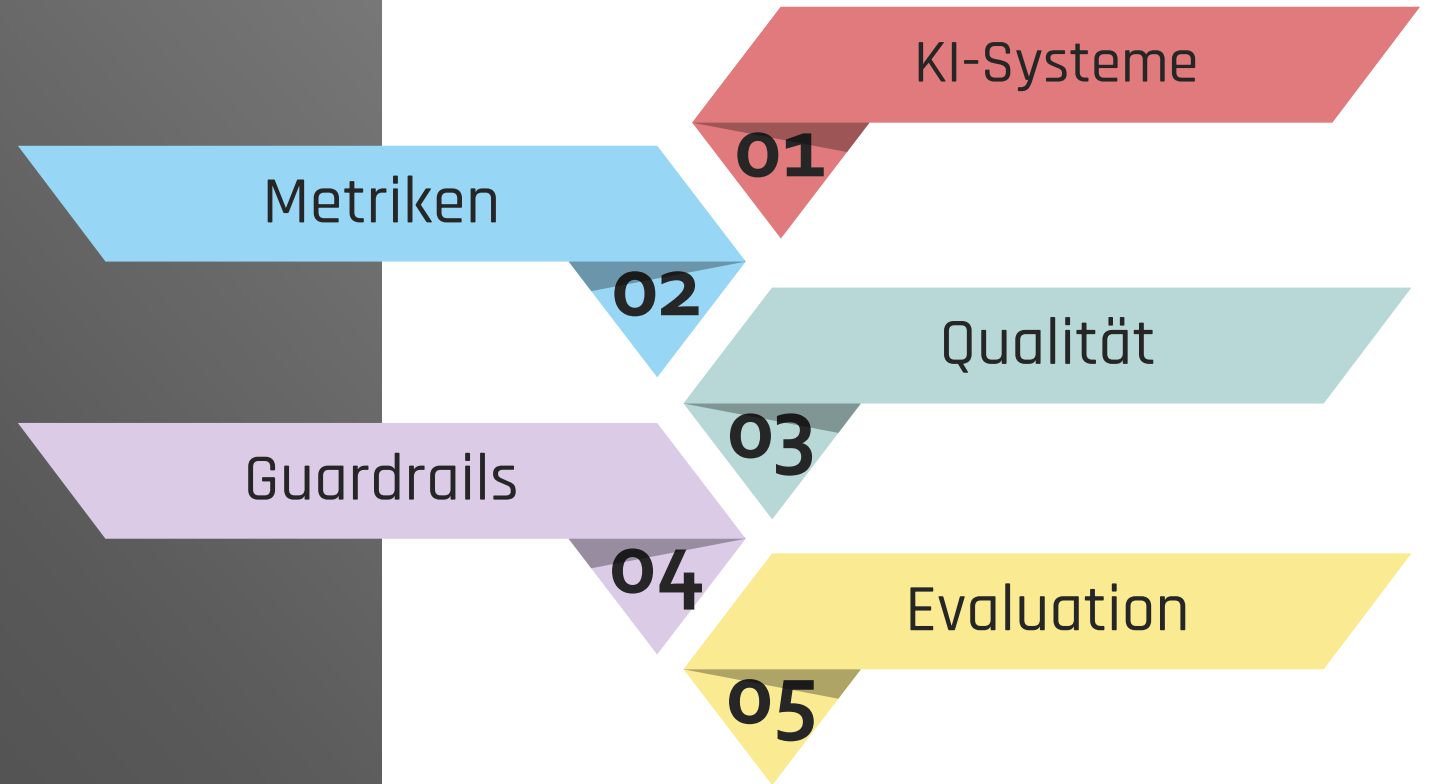 KI-Systeme
01
Metriken
02
Qualität
03
Guardrails
04
Evaluation
05